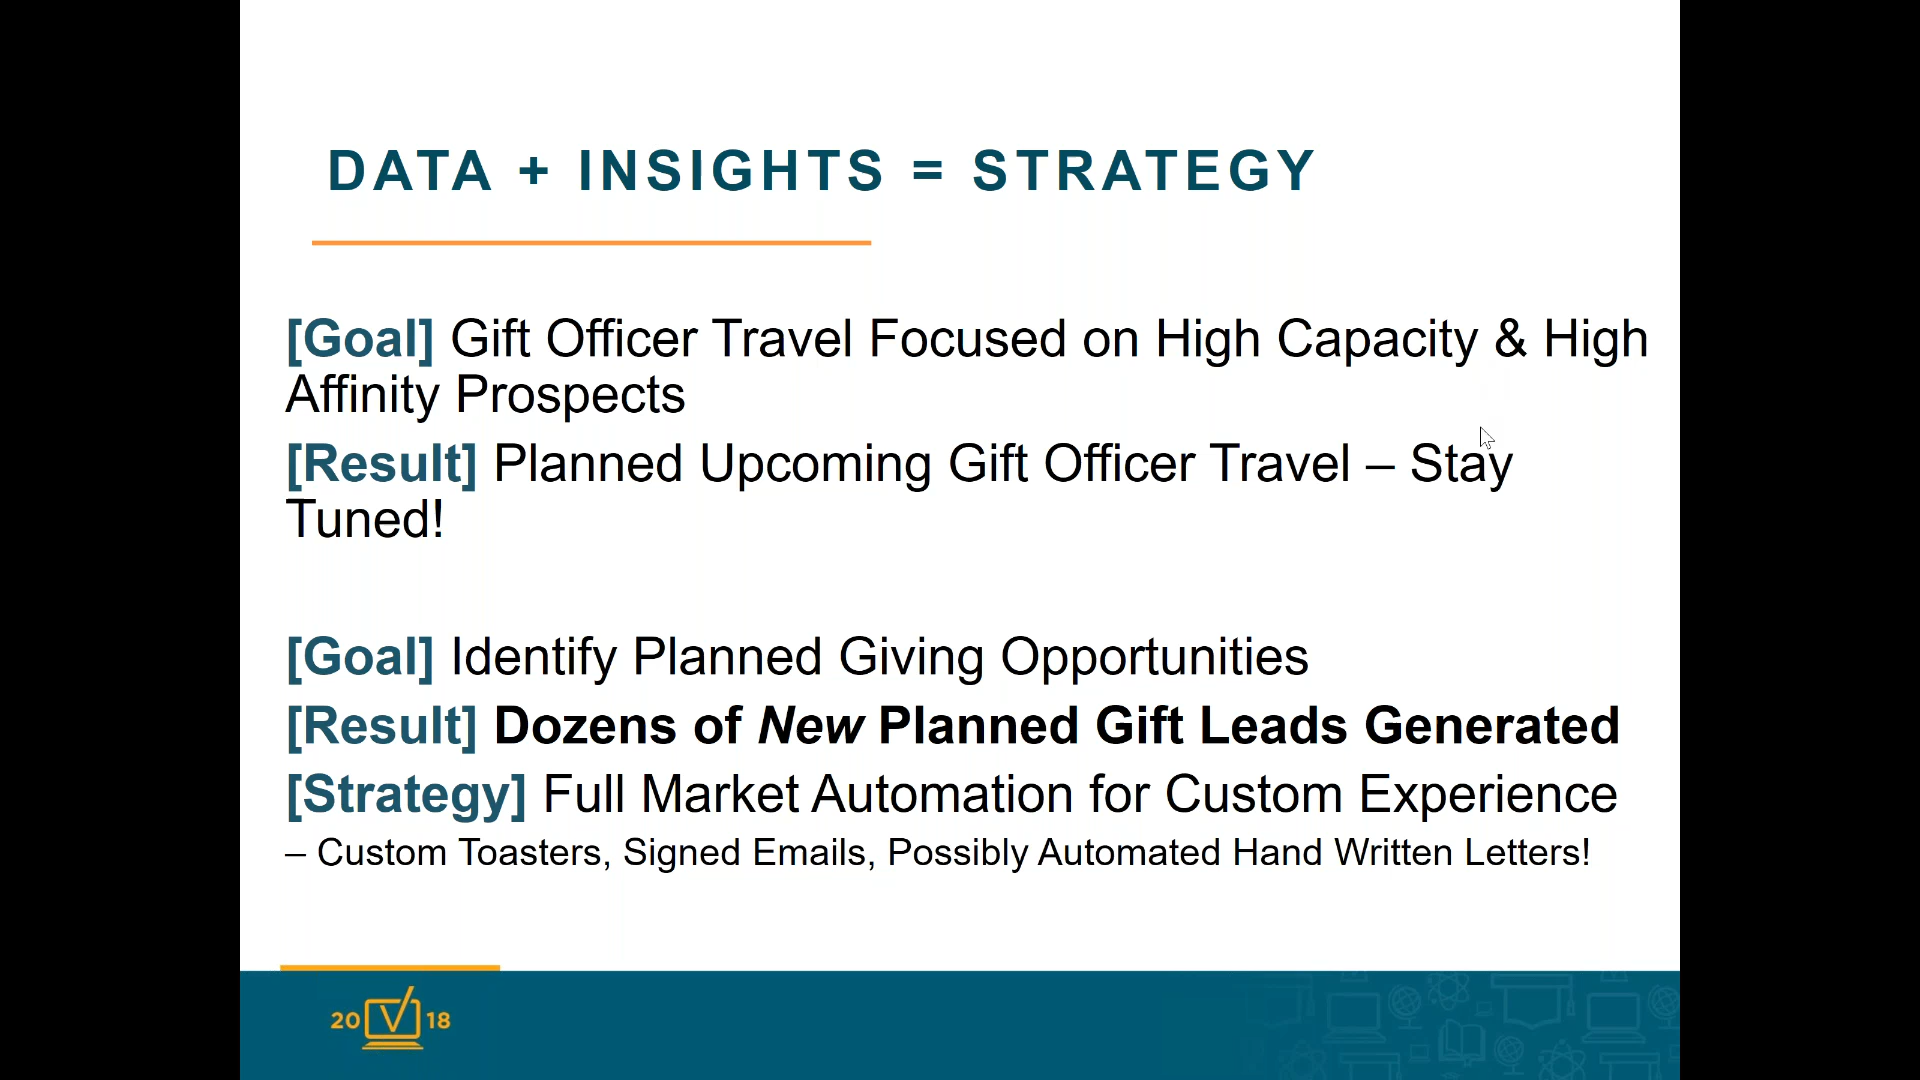 DATA + INSIGHTS = STRATEGY
[Goal] Gift Officer Travel Focused on High Capacity & High
Affinity Prospects
[Result] Planned Upcoming Gift Officer Travel – Stay
Tuned!
[Goal] Identify Planned Giving Opportunities
[Result] Dozens of New Planned Gift Leads Generated
[Strategy] Full Market Automation for Custom Experience
– Custom Toasters, Signed Emails, Possibly Automated Hand Written Letters!
20 V 18